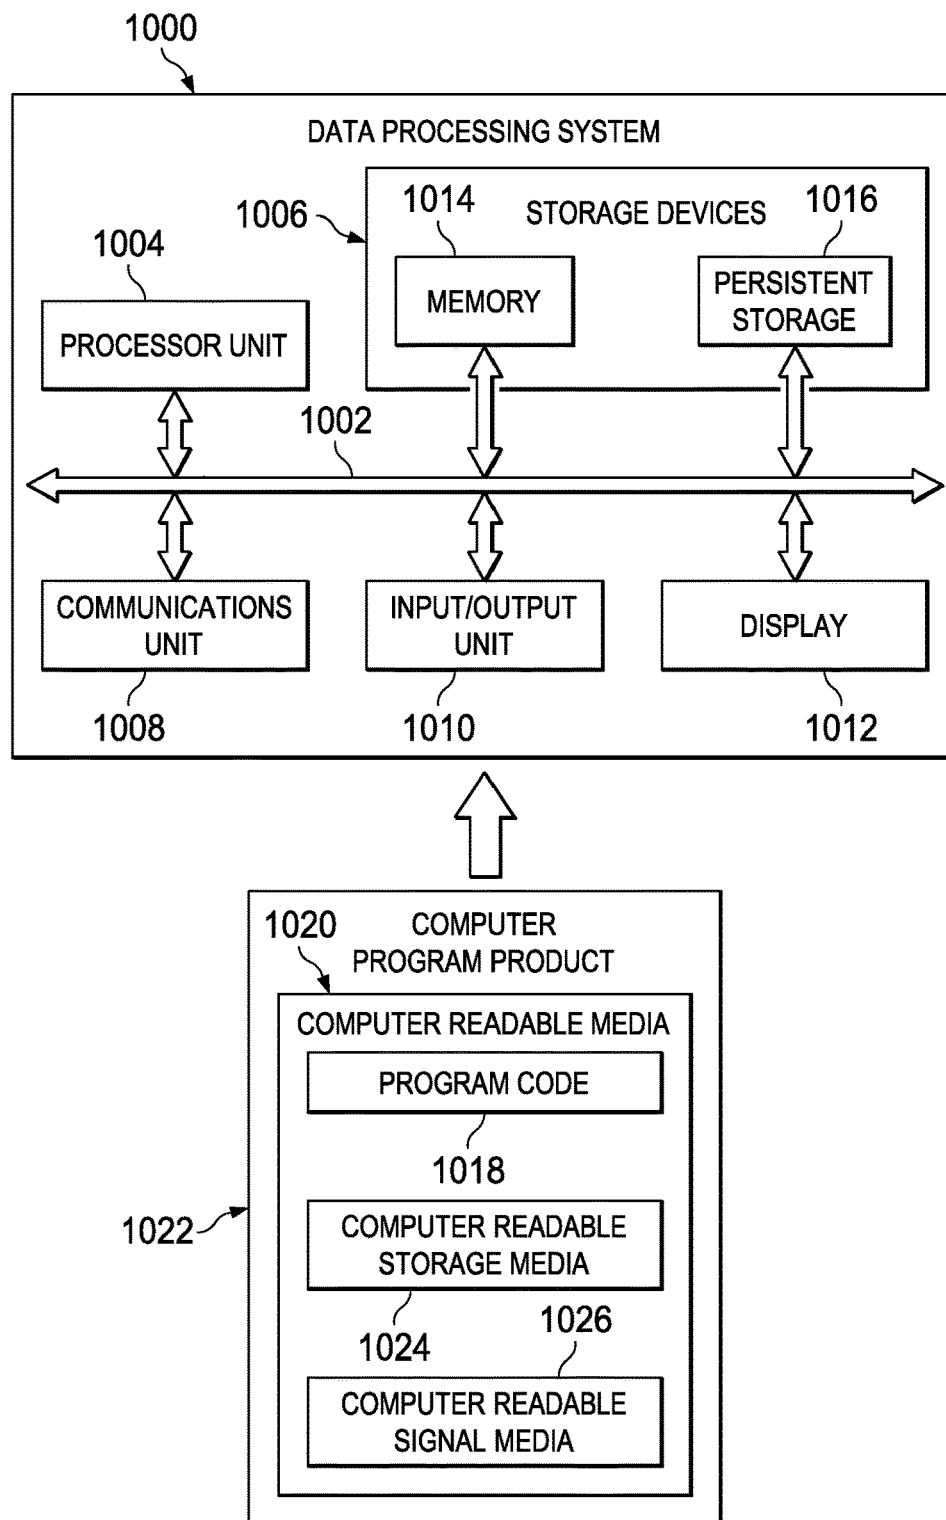 1000
DATA PROCESSING SYSTEM
1006
1014
STORAGE DEVICES
1016
1004
MEMORY
PERSISTENT
STORAGE
PROCESSOR UNIT
1002
COMMUNICATIONS
UNIT
INPUT/OUTPUT
UNIT
DISPLAY
1008
1010
1012
1020
COMPUTER
PROGRAM PRODUCT
COMPUTER READABLE MEDIA
PROGRAM CODE
1018
1022
COMPUTER READABLE
STORAGE MEDIA
1024
1026
COMPUTER READABLE
SIGNAL MEDIA